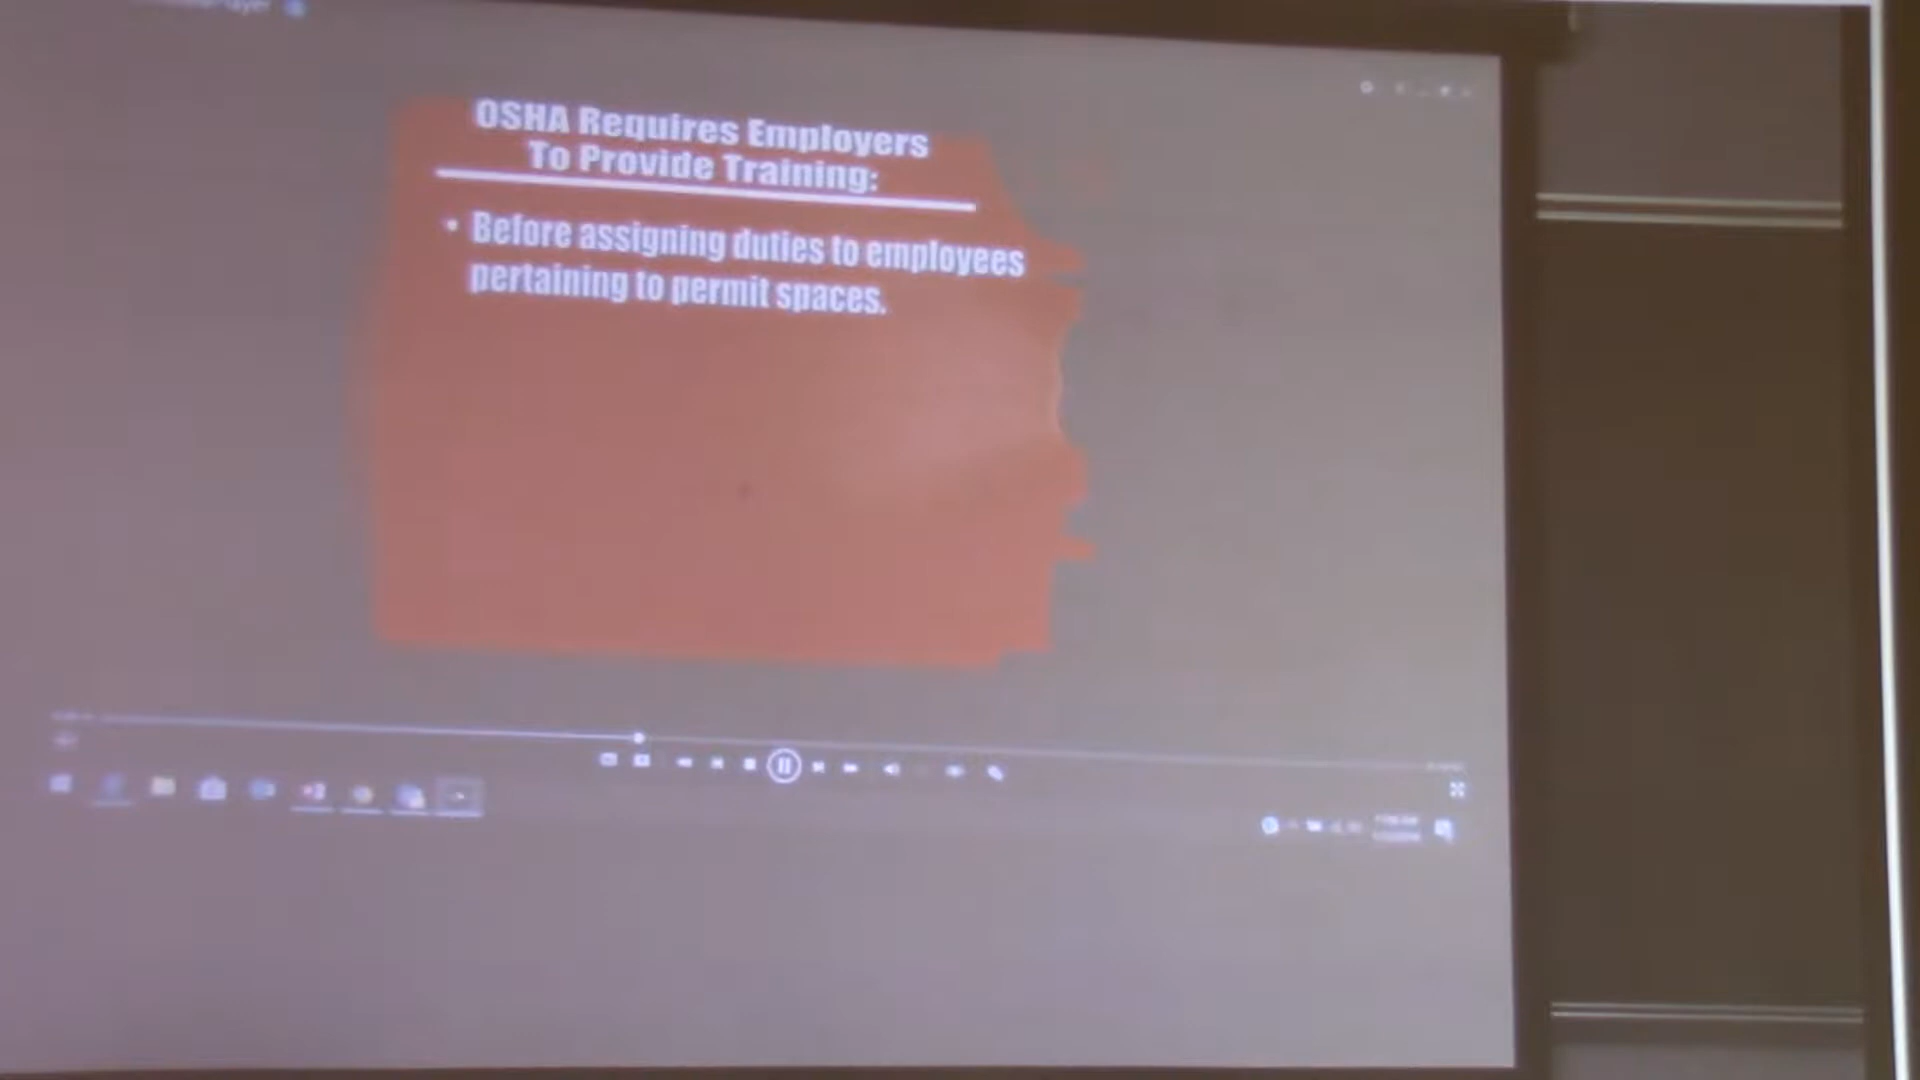 OSHA Requires Employers
To Provide Training:
• Before assigning duties to employees
pertaining to permit spaces.